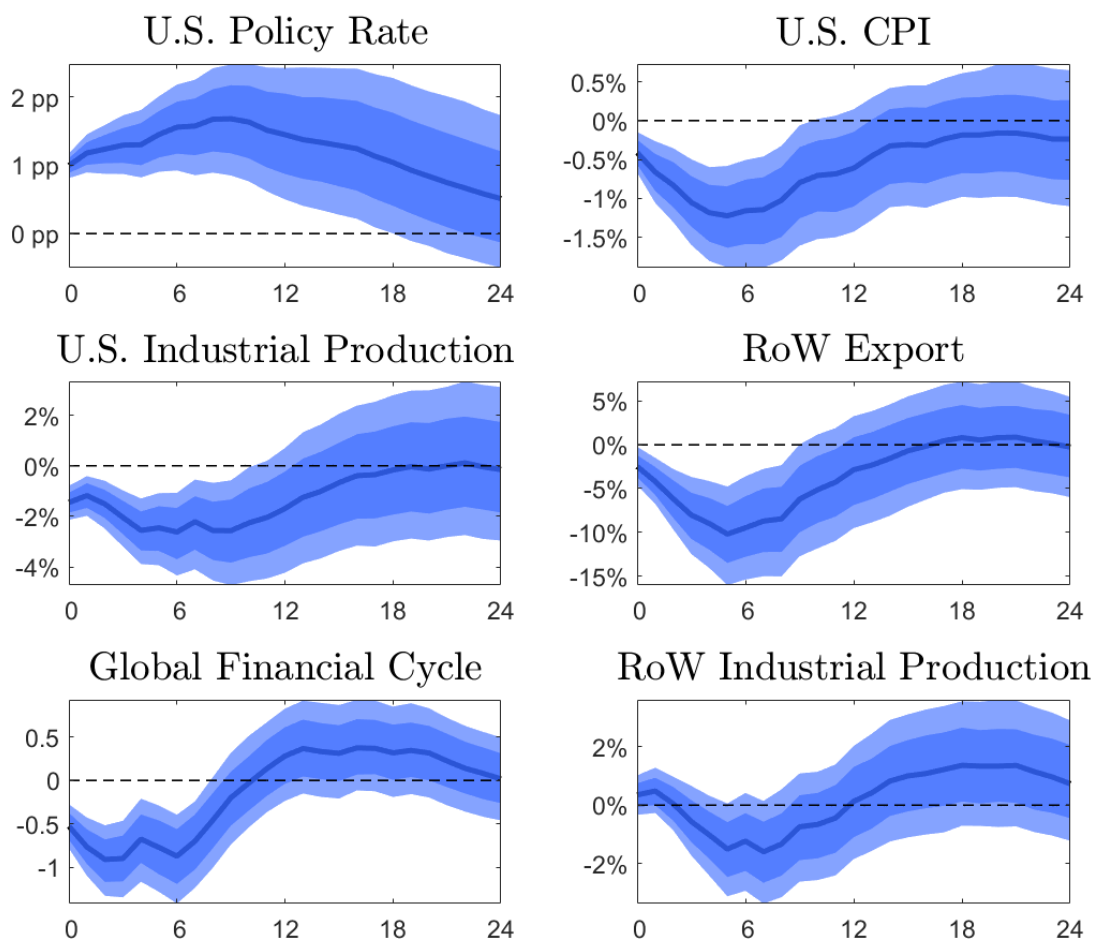 U.S. Policy Rate
2 pp
1 pp
0 pp
0 6 12 18 24
U.S. CPI
0.5%
0%
-0.5%
-1%
-1.5%
0 6 12 18 24
U.S. Industrial Production
2%
0%
-2%
-4%
0 6 12 18 24
RoW Export
5%
0%
-5%
-10%
-15%
0 6 12 18 24
Global Financial Cycle
0.5
0
-0.5
-1
0 6 12 18 24
RoW Industrial Production
2%
0%
-2%
0 6 12 18 24